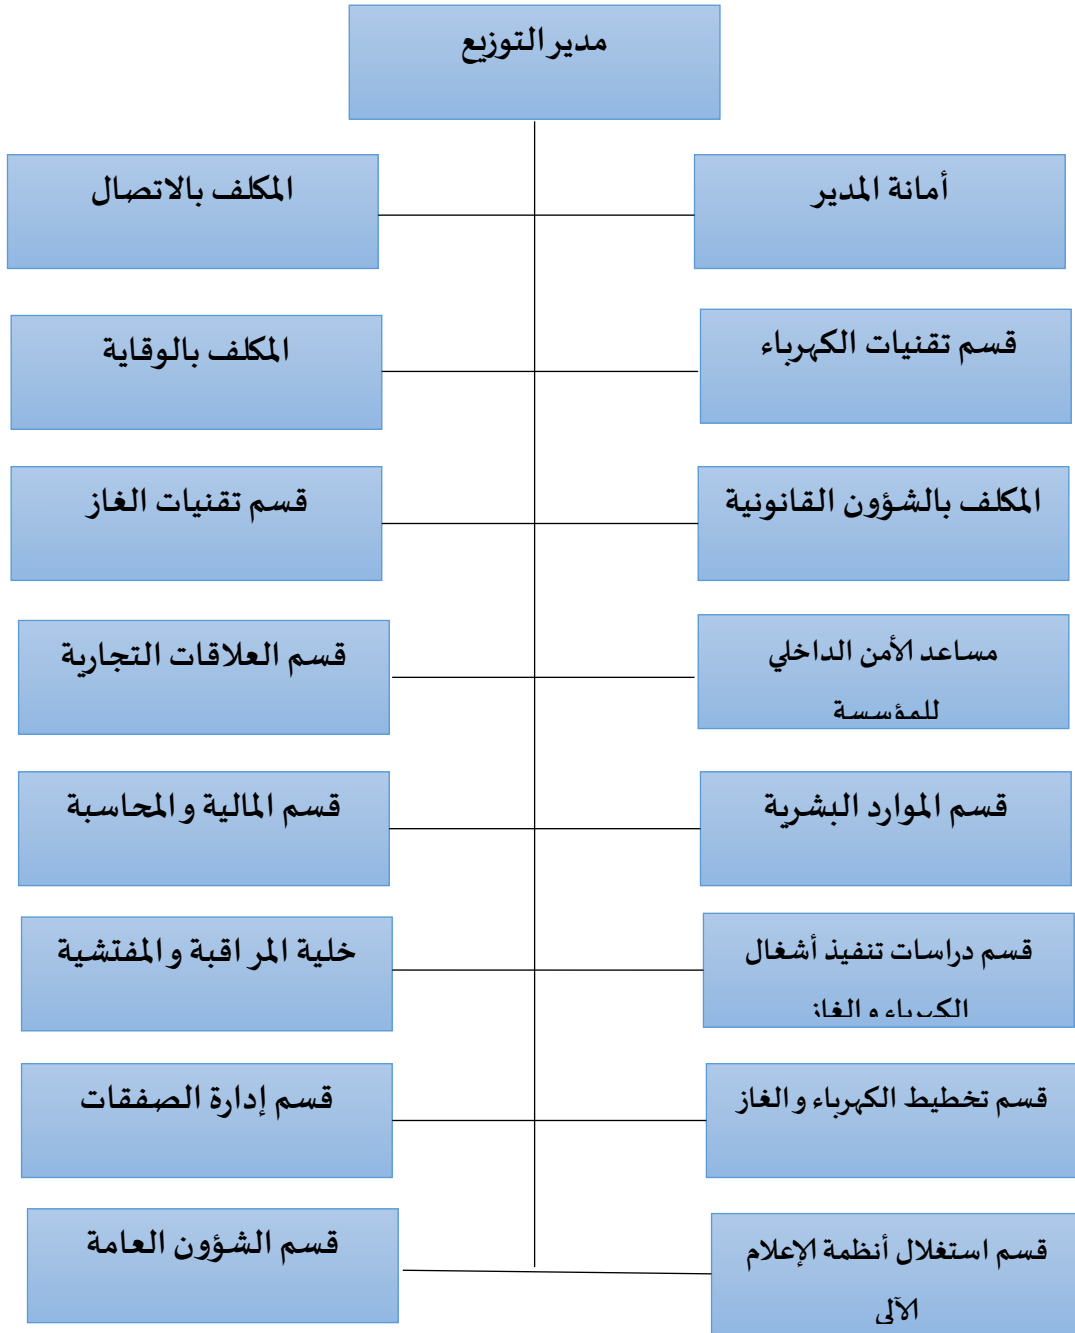 مدير التوزيع
أمانة المدير
المكلف بالاتصال
قسم تقنيات الكهرباء
المكلف بالوقاية
المكلف بالشؤون القانونية
قسم تقنيات الغاز
مساعد الأمن الداخلي
للمؤسسة
قسم العلاقات التجارية
قسم الموارد البشرية
قسم المالية و المحاسبة
قسم دراسات تنفيذ أشغال
الكهرباء و الغاز
خلية المراقبة و المفتشية
قسم تخطيط الكهرباء و الغاز
قسم إدارة الصفقات
قسم استغلال أنظمة الإعلام
الآلي
قسم الشؤون العامة